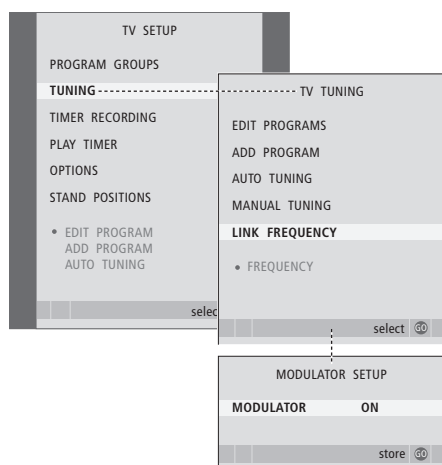 TV SETUP
PROGRAM GROUPS
TUNING
TIMER RECORDING
PLAY TIMER
OPTIONS
STAND POSITIONS
• EDIT PROGRAM
ADD PROGRAM
AUTO TUNING
selec
TV TUNING
EDIT PROGRAMS
ADD PROGRAM
AUTO TUNING
MANUAL TUNING
LINK FREQUENCY
• FREQUENCY
select GO
MODULATOR SETUP
MODULATOR ON
store GO